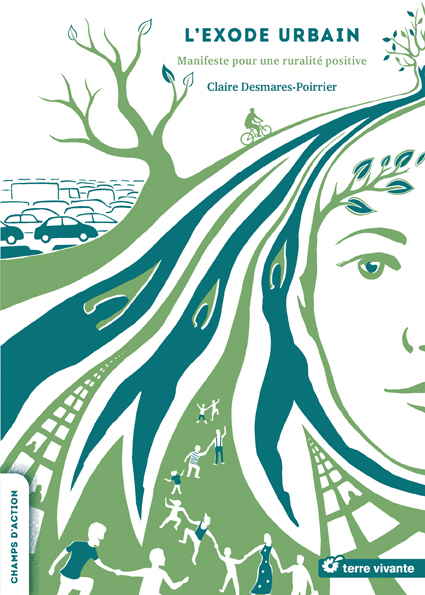 L'EXODE URBAIN
Manifeste pour une ruralité positive
Claire Desmares-Poirrier
CHAMPS D'ACTION
terre vivante